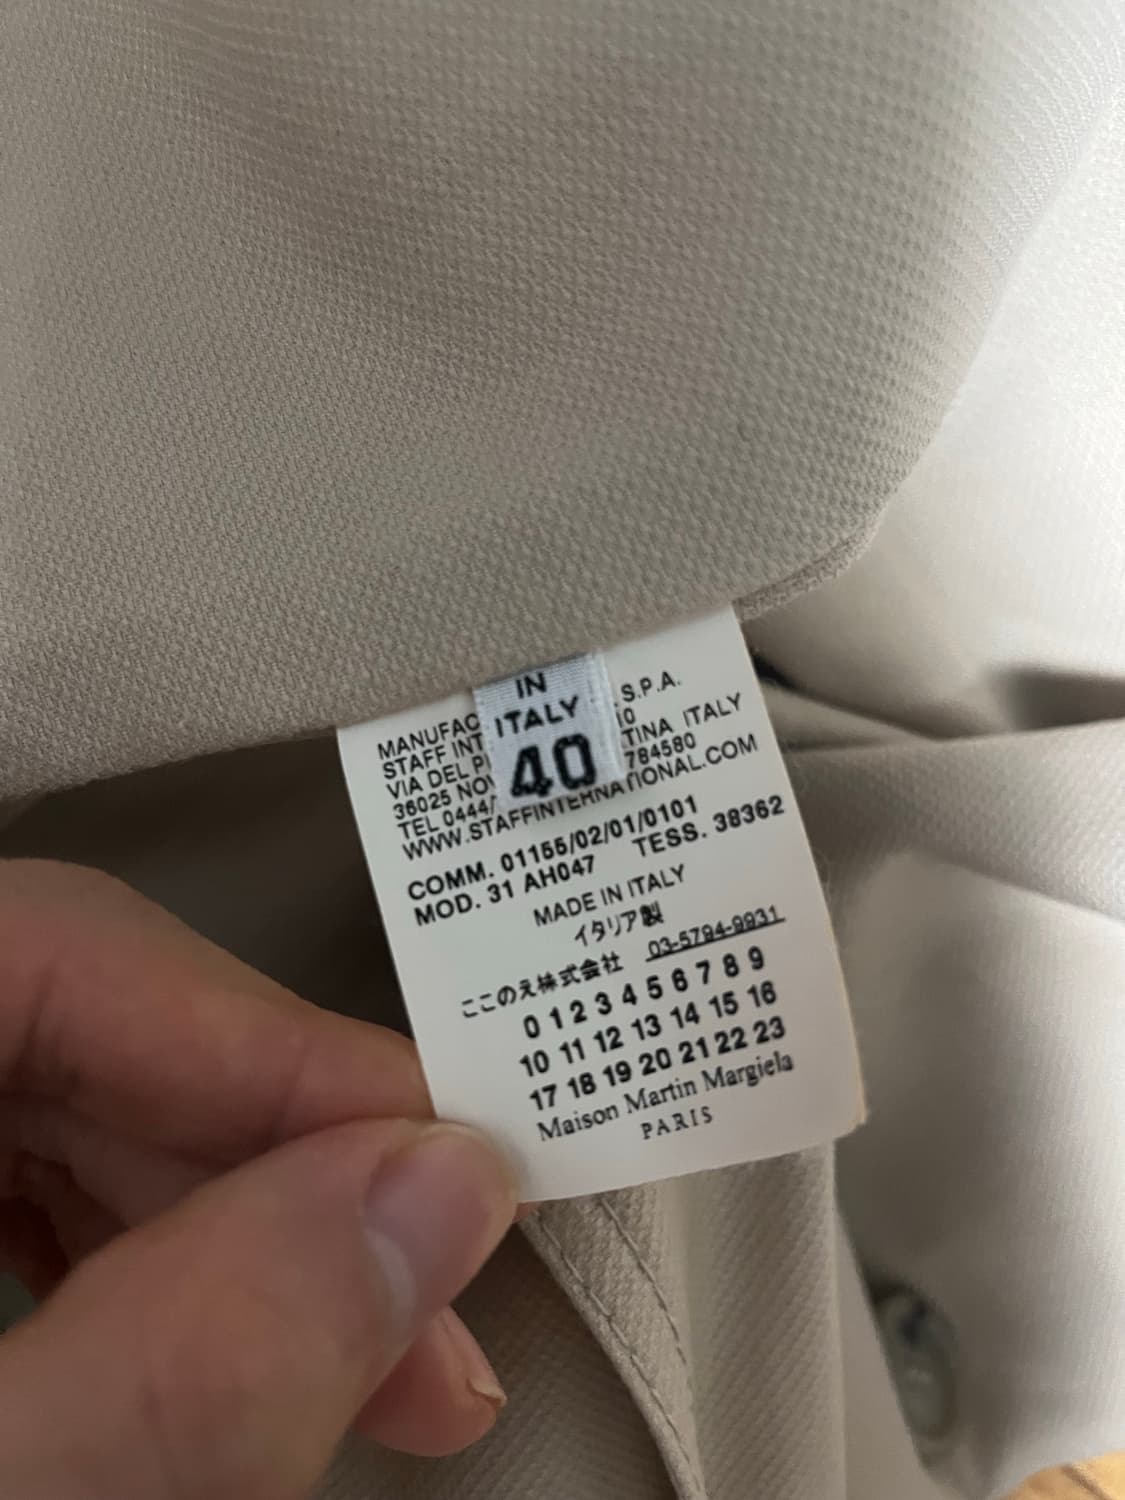 IN
ITALY
40
MANUFAC S.P.A.
STAFF INT 10
VIA DEL P TINA ITALY
36025 NOV 784580
TEL 0444/
WWW.STAFFINTERNATIONAL.COM
COMM. 01155/02/01/0101
MOD. 31 AH047 TESS. 38362
MADE IN ITALY
イタリア製
ここのえ株式会社 03-5794-9931
0 1 2 3 4 5 6 7 8 9
10 11 12 13 14 15 16
17 18 19 20 21 22 23
Maison Martin Margiela
PARIS